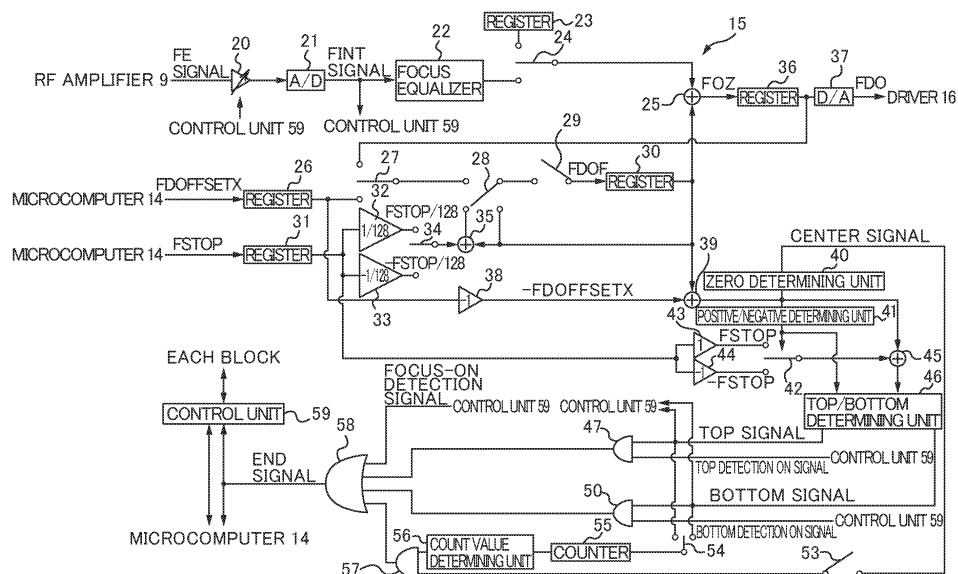 REGISTER 23
15
FE SIGNAL
20
21
FINT SIGNAL
22
24
36
37
RF AMPLIFIER 9
A/D
FOCUS EQUALIZER
25
FOZ
REGISTER
D/A
FDO
DRIVER 16
CONTROL UNIT 59
CONTROL UNIT 59
29
26
27
28
FDOF
30
FDOFFSETX
MICROCOMPUTER 14
REGISTER
32
REGISTER
31
FSTOP/128
35
FSTOP
1/128
34
39
CENTER SIGNAL
MICROCOMPUTER 14
REGISTER
-FSTOP/128
40
-1/128
38
ZERO DETERMINING UNIT
33
-1
-FDOFFSETX
POSITIVE/NEGATIVE DETERMINING UNIT
41
43
FSTOP
1
44
45
EACH BLOCK
-1
42
-FSTOP
46
FOCUS-ON DETECTION SIGNAL
CONTROL UNIT 59
CONTROL UNIT 59
TOP/BOTTOM DETERMINING UNIT
CONTROL UNIT
59
58
47
TOP SIGNAL
END SIGNAL
TOP DETECTION ON SIGNAL
CONTROL UNIT 59
50
BOTTOM SIGNAL
CONTROL UNIT 59
MICROCOMPUTER 14
56
55
BOTTOM DETECTION ON SIGNAL
COUNT VALUE DETERMINING UNIT
COUNTER
54
53
57